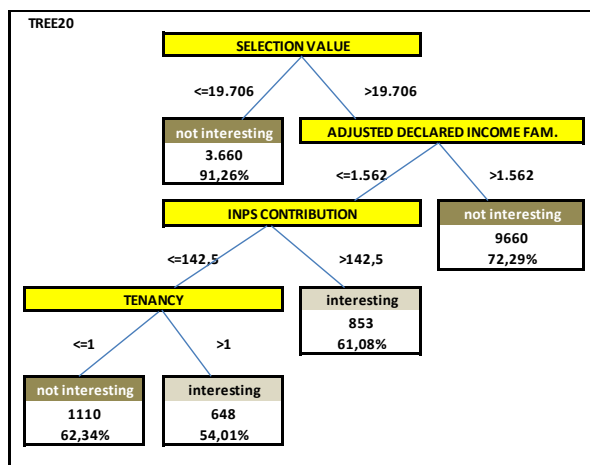 TREE20
SELECTION VALUE
<=19.706 >19.706
not interesting
3.660
91,26%
ADJUSTED DECLARED INCOME FAM.
<=1.562 >1.562
INPS CONTRIBUTION
not interesting
9660
72,29%
<=142,5 >142,5
TENANCY
interesting
853
61,08%
<=1 >1
not interesting
1110
62,34%
interesting
648
54,01%